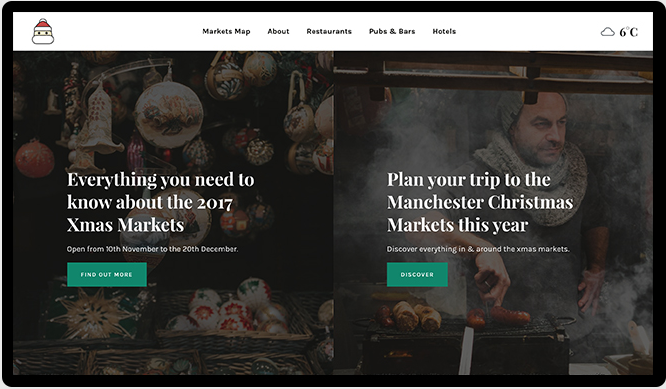 Markets Map About Restaurants Pubs & Bars Hotels 6°C
Everything you need to
know about the 2017
Xmas Markets
Open from 10th November to the 20th December.
FIND OUT MORE
Plan your trip to the
Manchester Christmas
Markets this year
Discover everything in & around the xmas markets.
DISCOVER